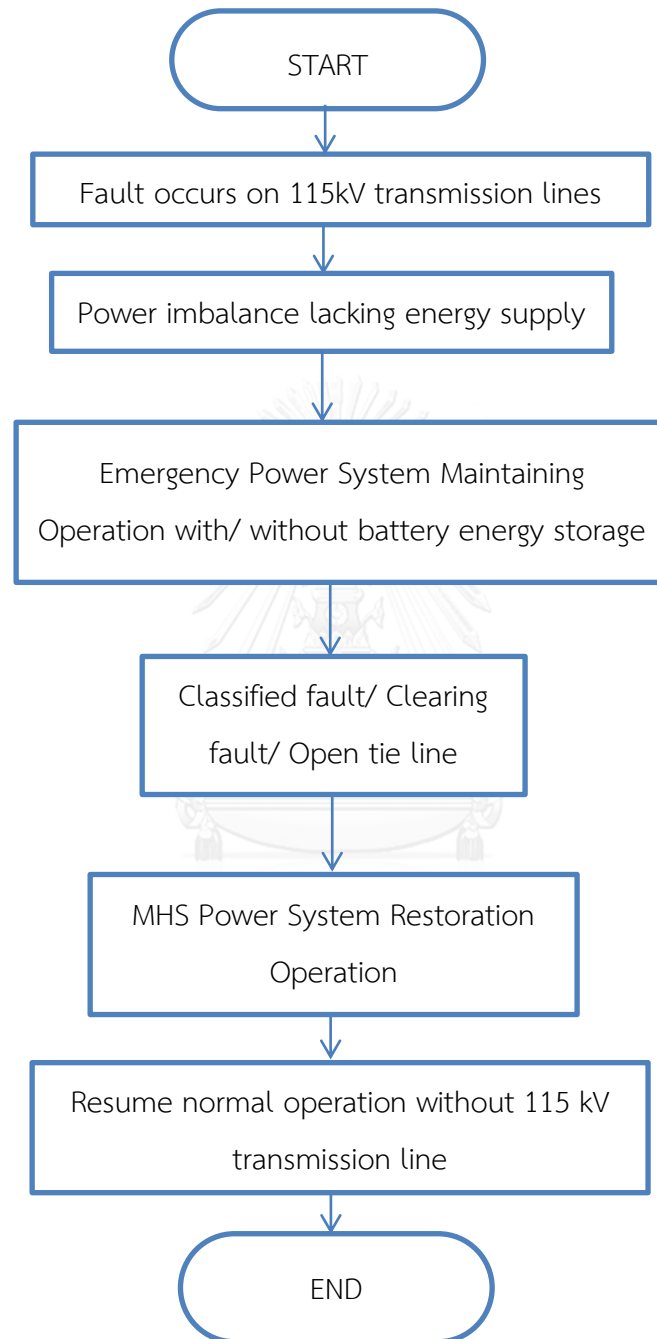 START
Fault occurs on 115kV transmission lines
Power imbalance lacking energy supply
Emergency Power System Maintaining
Operation with/ without battery energy storage
Classified fault/ Clearing
fault/ Open tie line
MHS Power System Restoration
Operation
Resume normal operation without 115 kV
transmission line
END